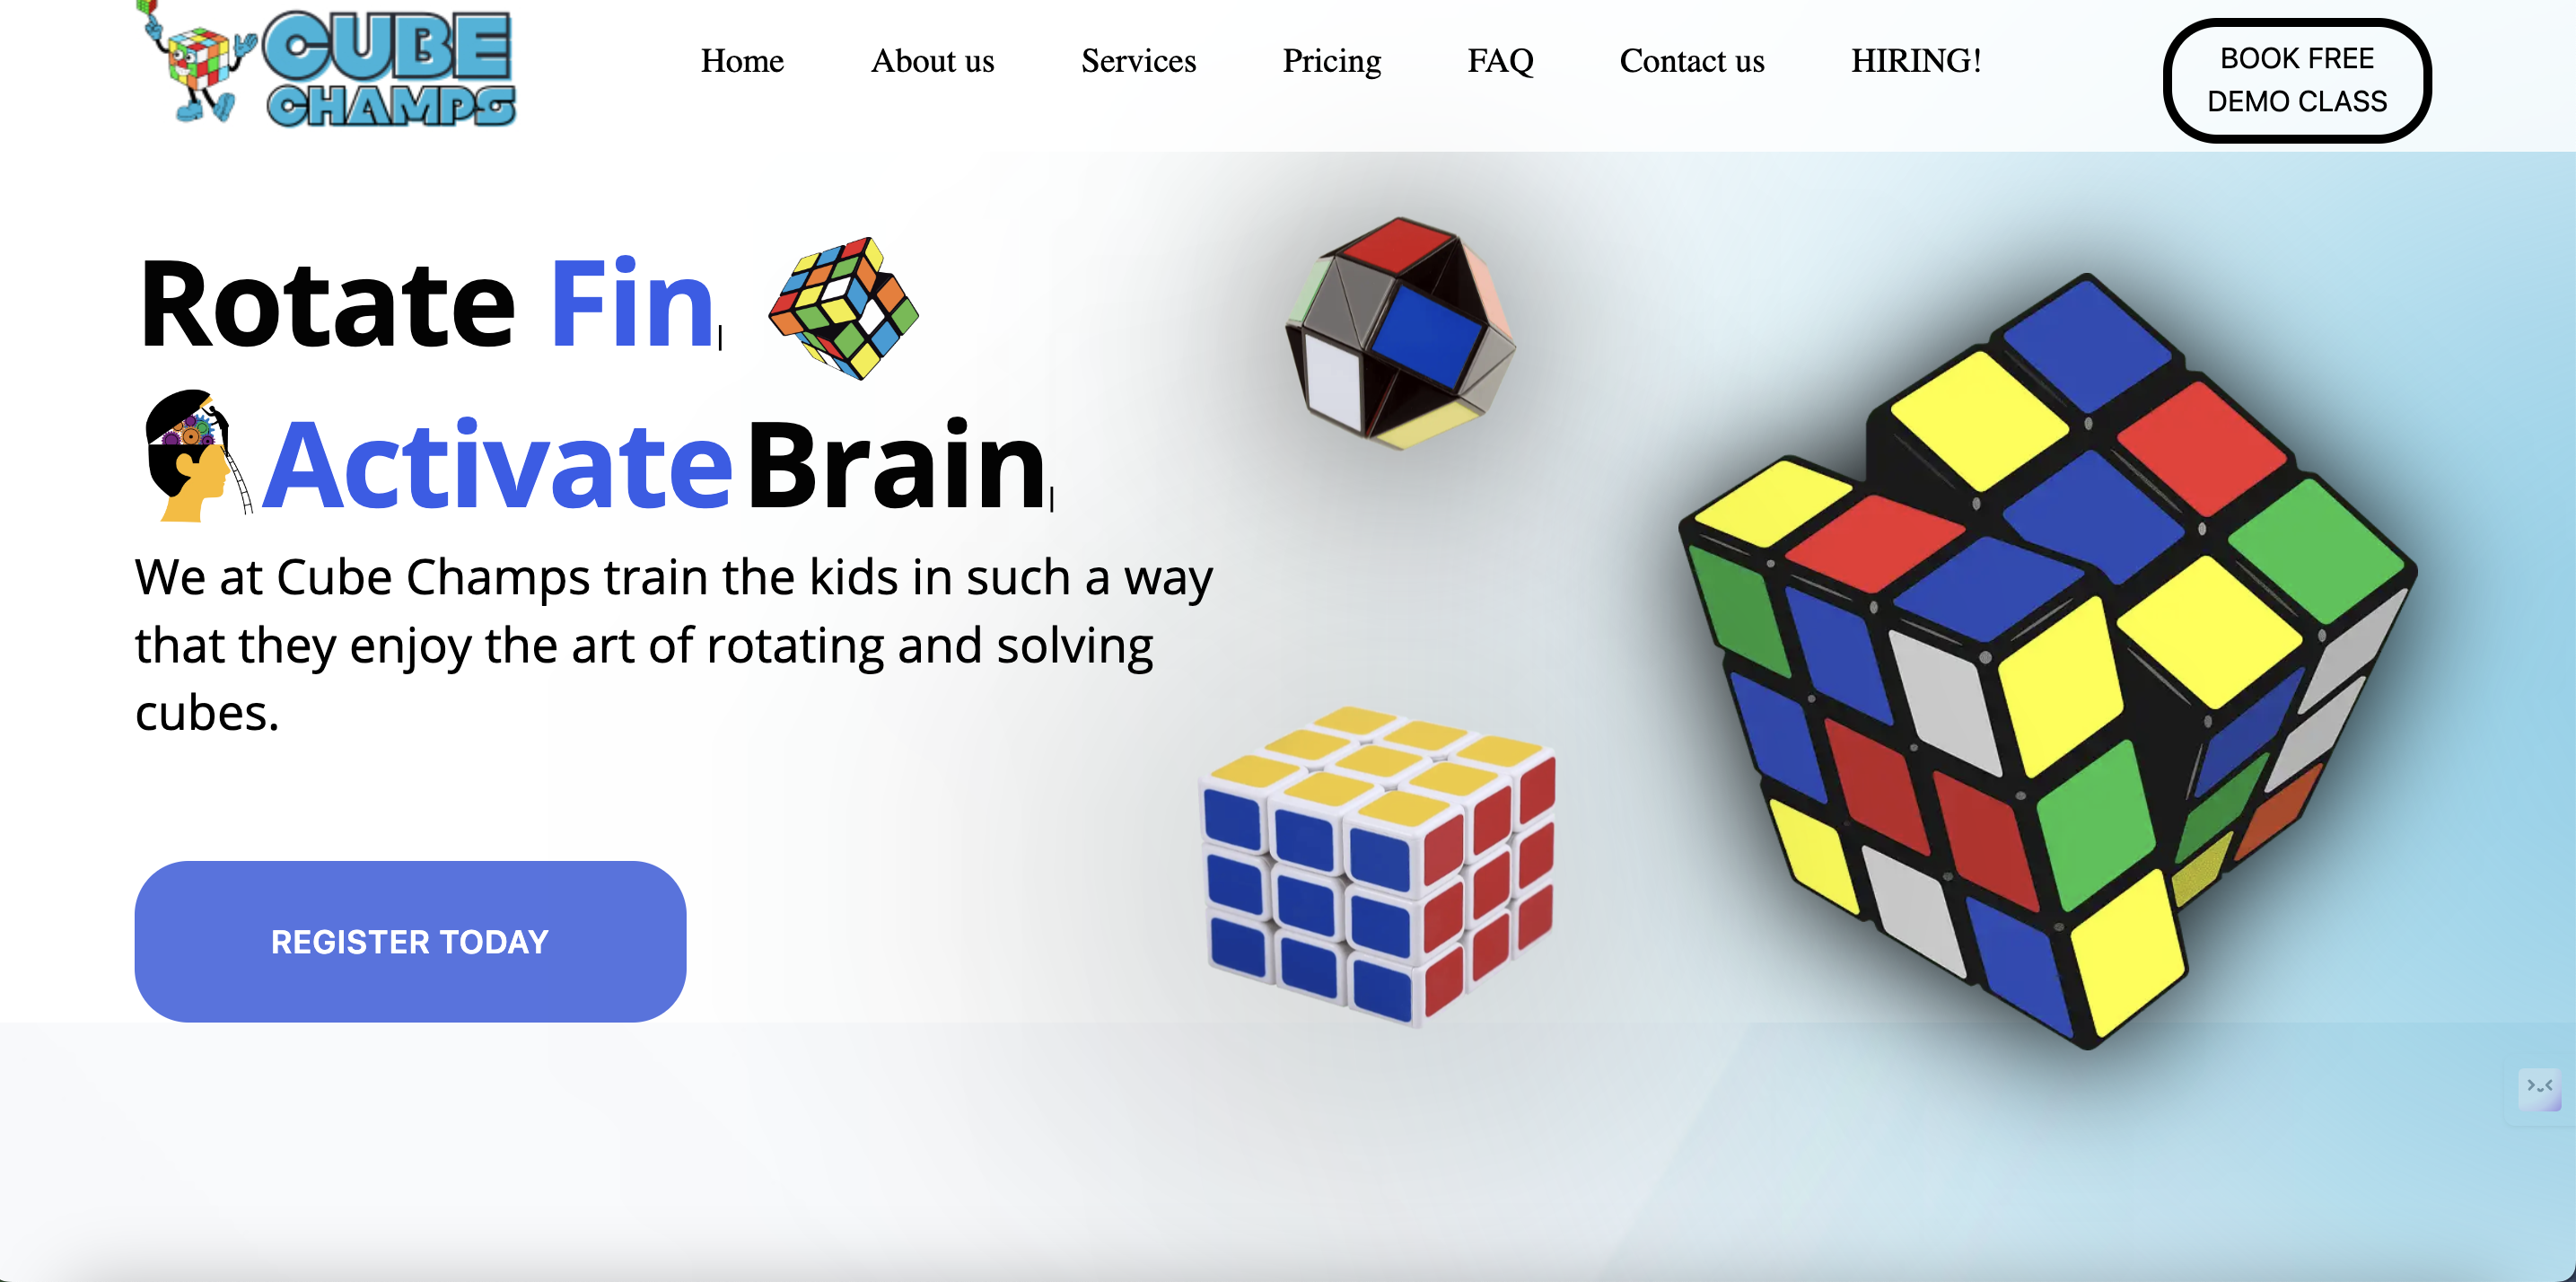 CUBE
CHAMPS
Home About us Services Pricing FAQ Contact us HIRING!
BOOK FREE
DEMO CLASS
Rotate Fin
Activate Brain
We at Cube Champs train the kids in such a way
that they enjoy the art of rotating and solving
cubes.
REGISTER TODAY